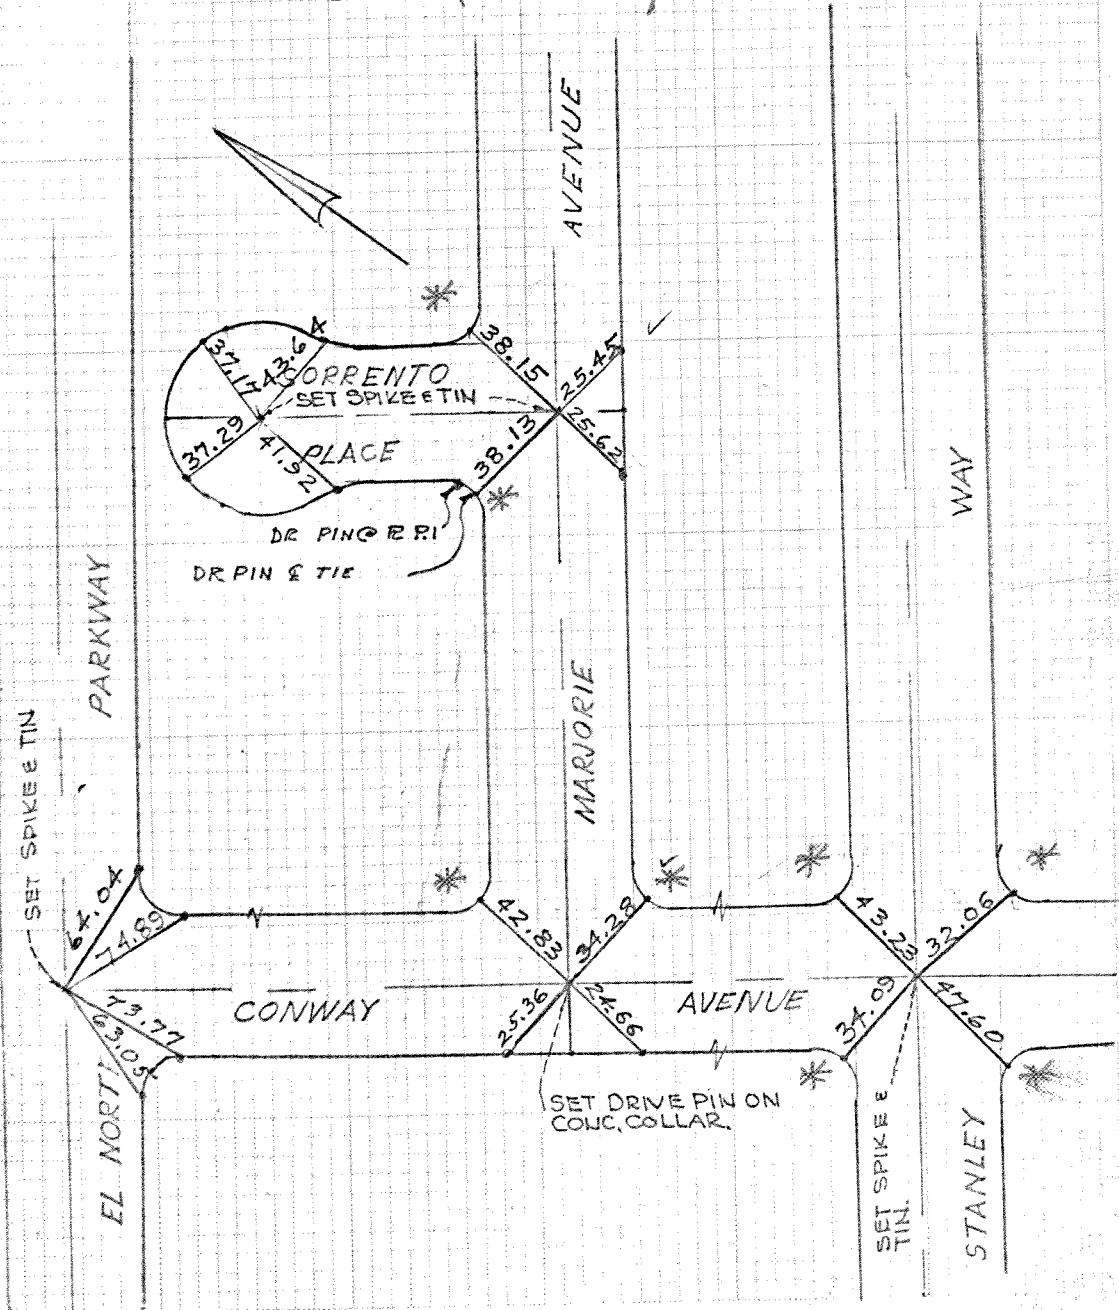 AVENUE
38.15
25.45
37.17
43.64
SORRENTO
SET SPIKE & TIN
25.62
37.29
41.92
PLACE
38.13
DR PIN @ P.R.I
DR PIN ℄ TIE
WAY
PARKWAY
MARJORIE
SET SPIKE & TIN
64.04
74.89
42.83
34.28
43.23
32.06
CONWAY
AVENUE
73.77
63.05
25.36
24.66
34.09
47.60
SET DRIVE PIN ON
CONC. COLLAR.
EL NORTE
SET SPIKE &
TIN.
STANLEY